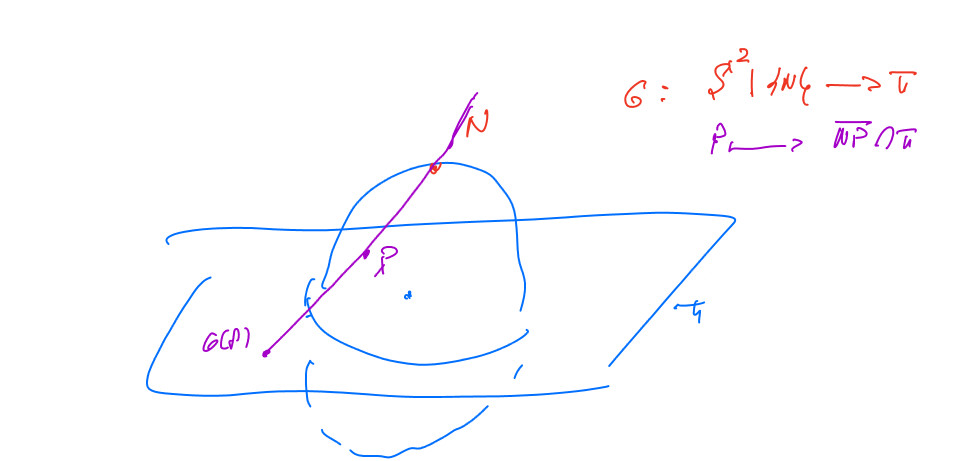 σ: S² \ {N} → π
P ↦ NP ∩ π
N
P
σ(P)
π